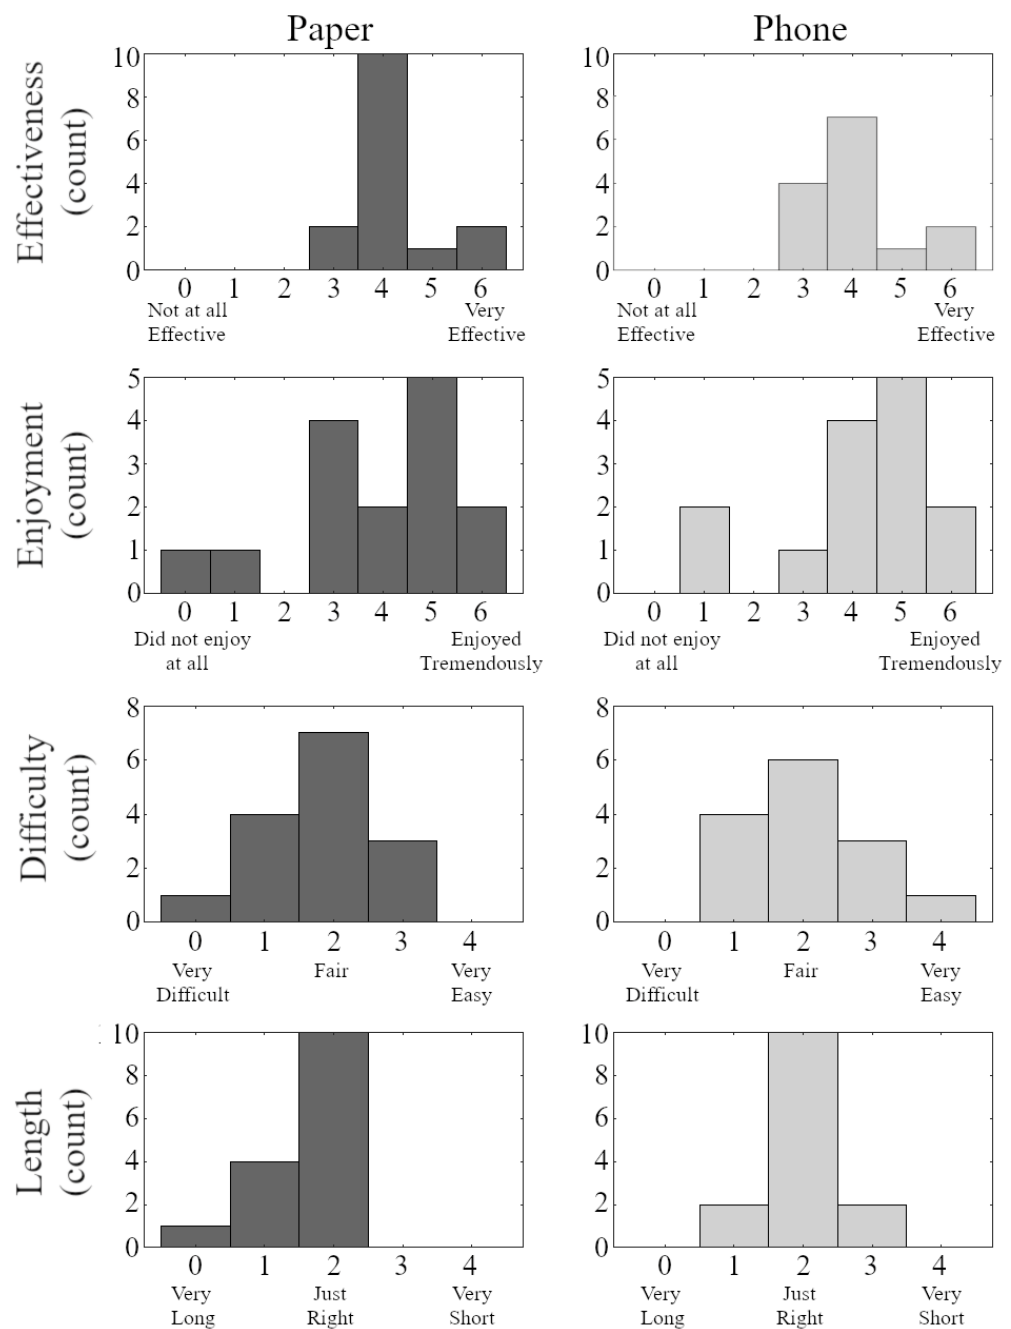 Paper
Phone
Effectiveness
(count)
10
8
6
4
2
0
0 1 2 3 4 5 6
Not at all
Effective
Very
Effective
10
8
6
4
2
0
0 1 2 3 4 5 6
Not at all
Effective
Very
Effective
Enjoyment
(count)
5
4
3
2
1
0
0 1 2 3 4 5 6
Did not enjoy
at all
Enjoyed
Tremendously
5
4
3
2
1
0
0 1 2 3 4 5 6
Did not enjoy
at all
Enjoyed
Tremendously
Difficulty
(count)
8
6
4
2
0
0 1 2 3 4
Very
Difficult
Fair
Very
Easy
8
6
4
2
0
0 1 2 3 4
Very
Difficult
Fair
Very
Easy
Length
(count)
10
8
6
4
2
0
0 1 2 3 4
Very
Long
Just
Right
Very
Short
10
8
6
4
2
0
0 1 2 3 4
Very
Long
Just
Right
Very
Short